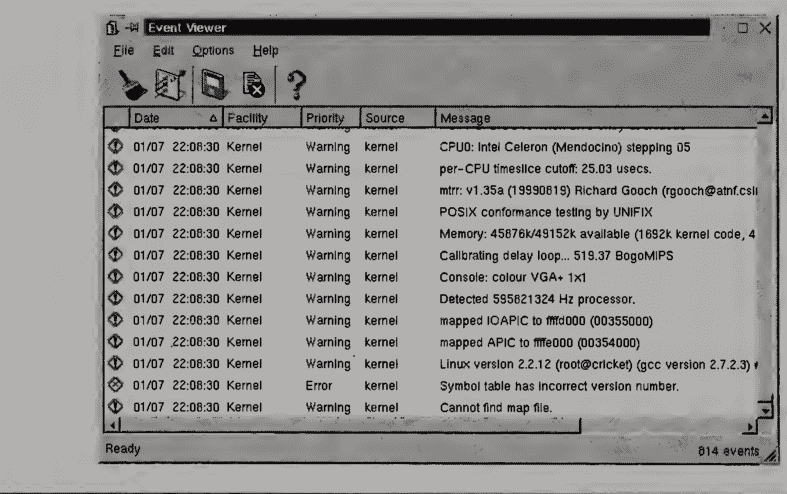 Event Viewer
File Edit Options Help
Date Facility Priority Source Message
01/07 22:08:30 Kernel Warning kernel CPU0: Intel Celeron (Mendocino) stepping 05
01/07 22:08:30 Kernel Warning kernel per-CPU timeslice cutoff: 25.03 usecs.
01/07 22:08:30 Kernel Warning kernel mtrr: v1.35a (19990819) Richard Gooch (rgooch@atnf.csi
01/07 22:08:30 Kernel Warning kernel POSIX conformance testing by UNIFIX
01/07 22:08:30 Kernel Warning kernel Memory: 45876k/49152k available (1692k kernel code, 4
01/07 22:08:30 Kernel Warning kernel Calibrating delay loop... 519.37 BogoMIPS
01/07 22:08:30 Kernel Warning kernel Console: colour VGA+ 1x1
01/07 22:08:30 Kernel Warning kernel Detected 595821324 Hz processor.
01/07 22:08:30 Kernel Warning kernel mapped IOAPIC to ffffd000 (00355000)
01/07 22:08:30 Kernel Warning kernel mapped APIC to ffffe000 (00354000)
01/07 22:08:30 Kernel Warning kernel Linux version 2.2.12 (root@cricket) (gcc version 2.7.2.3) #
01/07 22:08:30 Kernel Error kernel Symbol table has incorrect version number.
01/07 22:08:30 Kernel Warning kernel Cannot find map file.
Ready 814 events